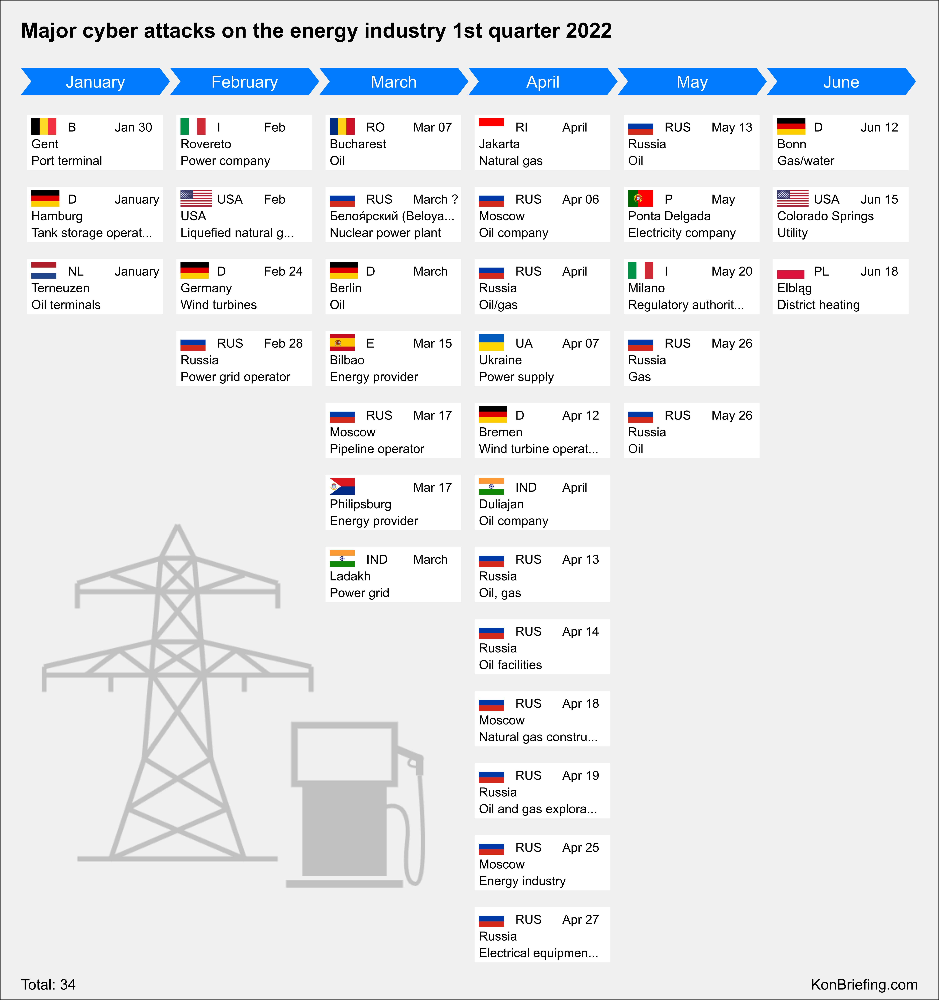 Major cyber attacks on the energy industry 1st quarter 2022
January
February
March
April
May
June
B Jan 30
Gent
Port terminal
D January
Hamburg
Tank storage operat...
NL January
Terneuzen
Oil terminals
I Feb
Rovereto
Power company
USA Feb
USA
Liquefied natural g...
D Feb 24
Germany
Wind turbines
RUS Feb 28
Russia
Power grid operator
RO Mar 07
Bucharest
Oil
RUS March ?
Белоя́рский (Beloya...
Nuclear power plant
D March
Berlin
Oil
E Mar 15
Bilbao
Energy provider
RUS Mar 17
Moscow
Pipeline operator
Mar 17
Philipsburg
Energy provider
IND March
Ladakh
Power grid
RI April
Jakarta
Natural gas
RUS Apr 06
Moscow
Oil company
RUS April
Russia
Oil/gas
UA Apr 07
Ukraine
Power supply
D Apr 12
Bremen
Wind turbine operat...
IND April
Duliajan
Oil company
RUS Apr 13
Russia
Oil, gas
RUS Apr 14
Russia
Oil facilities
RUS Apr 18
Moscow
Natural gas constru...
RUS Apr 19
Russia
Oil and gas explora...
RUS Apr 25
Moscow
Energy industry
RUS Apr 27
Russia
Electrical equipmen...
RUS May 13
Russia
Oil
P May
Ponta Delgada
Electricity company
I May 20
Milano
Regulatory authorit...
RUS May 26
Russia
Gas
RUS May 26
Russia
Oil
D Jun 12
Bonn
Gas/water
USA Jun 15
Colorado Springs
Utility
PL Jun 18
Elbląg
District heating
Total: 34
KonBriefing.com